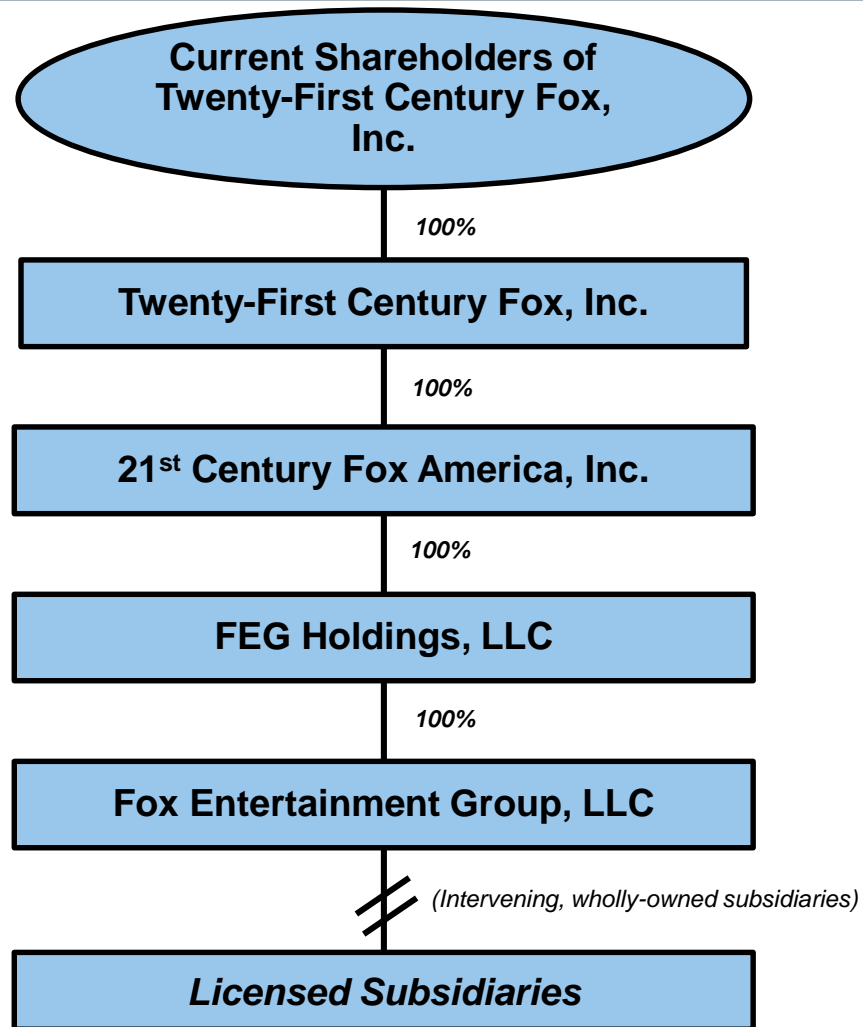 Current Shareholders of
Twenty-First Century Fox,
Inc.
100%
Twenty-First Century Fox, Inc.
100%
21st Century Fox America, Inc.
100%
FEG Holdings, LLC
100%
Fox Entertainment Group, LLC
(Intervening, wholly-owned subsidiaries)
Licensed Subsidiaries